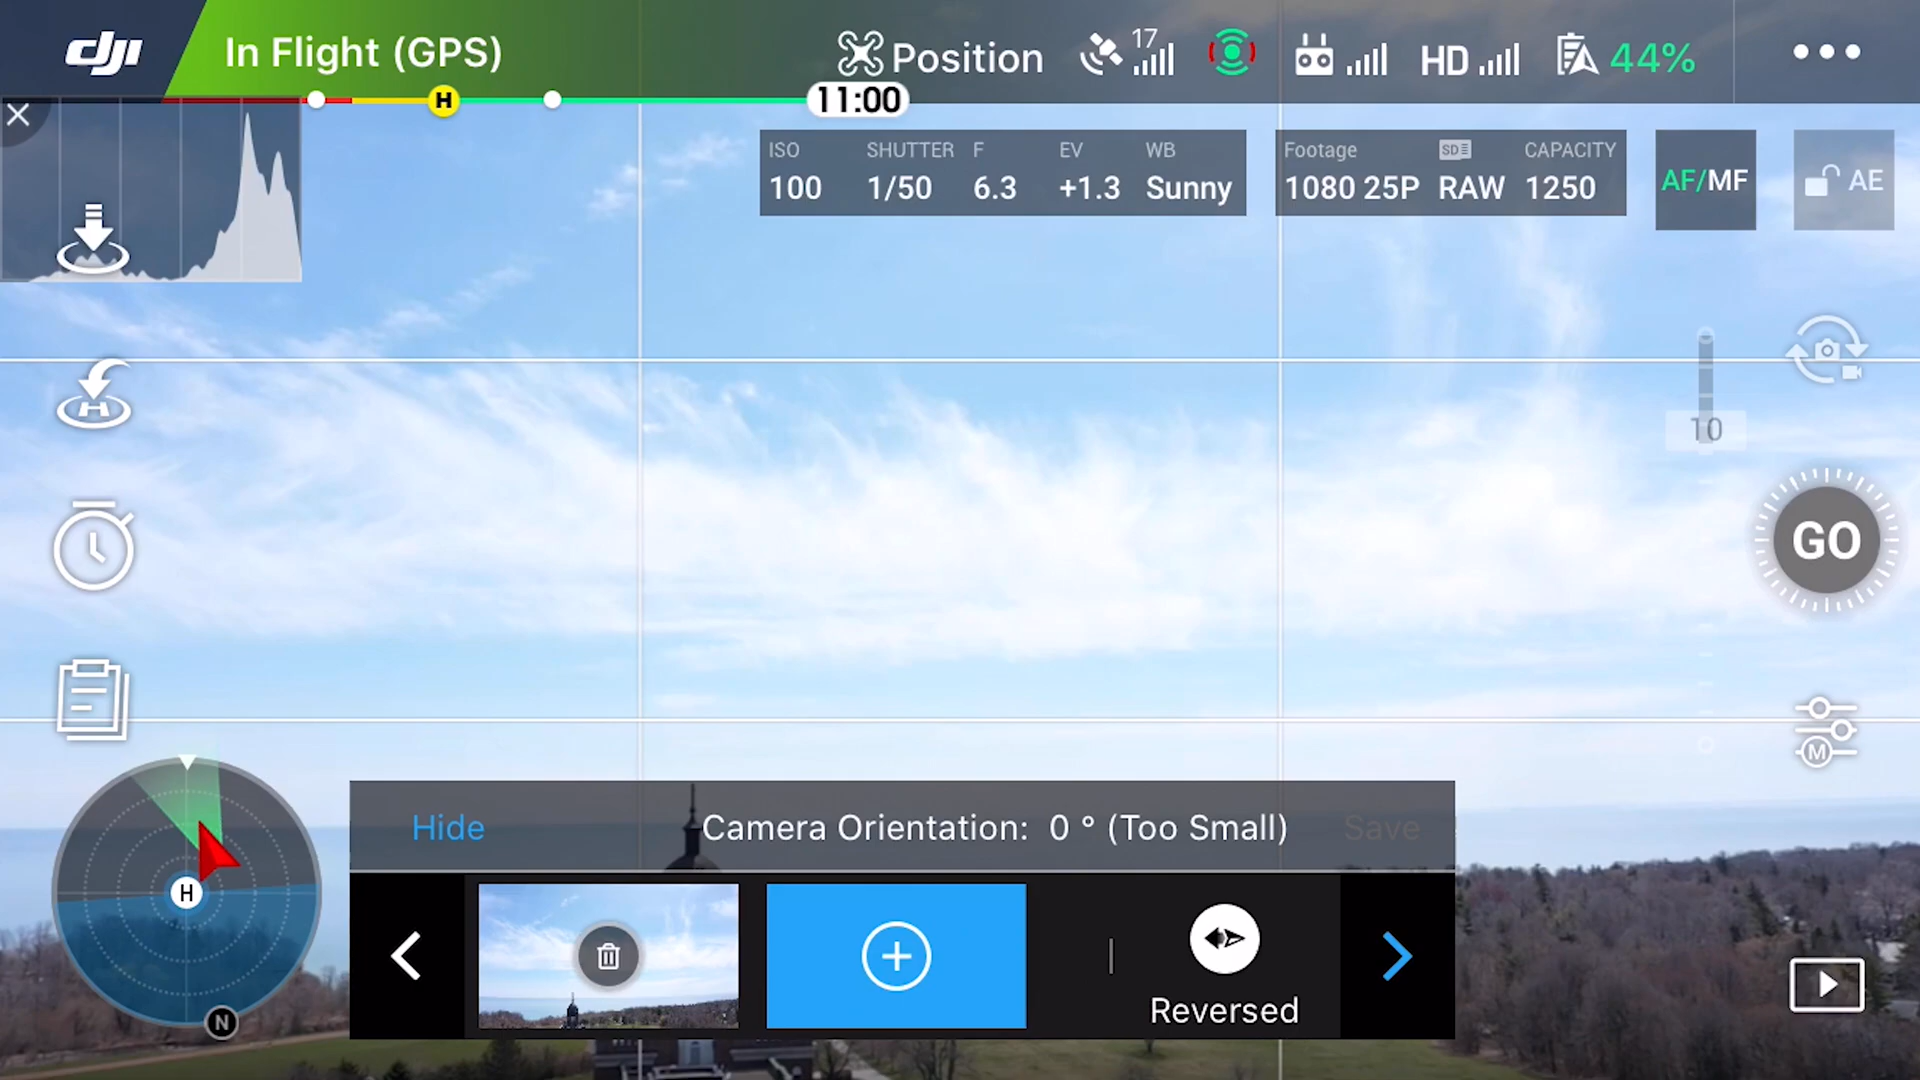 dji
In Flight (GPS)
Position
17
HD
44%
H
11:00
ISO SHUTTER F EV WB
100 1/50 6.3 +1.3 Sunny
Footage SD CAPACITY
1080 25P RAW 1250
AF/MF
AE
H
10
GO
M
Hide
Camera Orientation: 0 ° (Too Small)
Save
H
N
Reversed